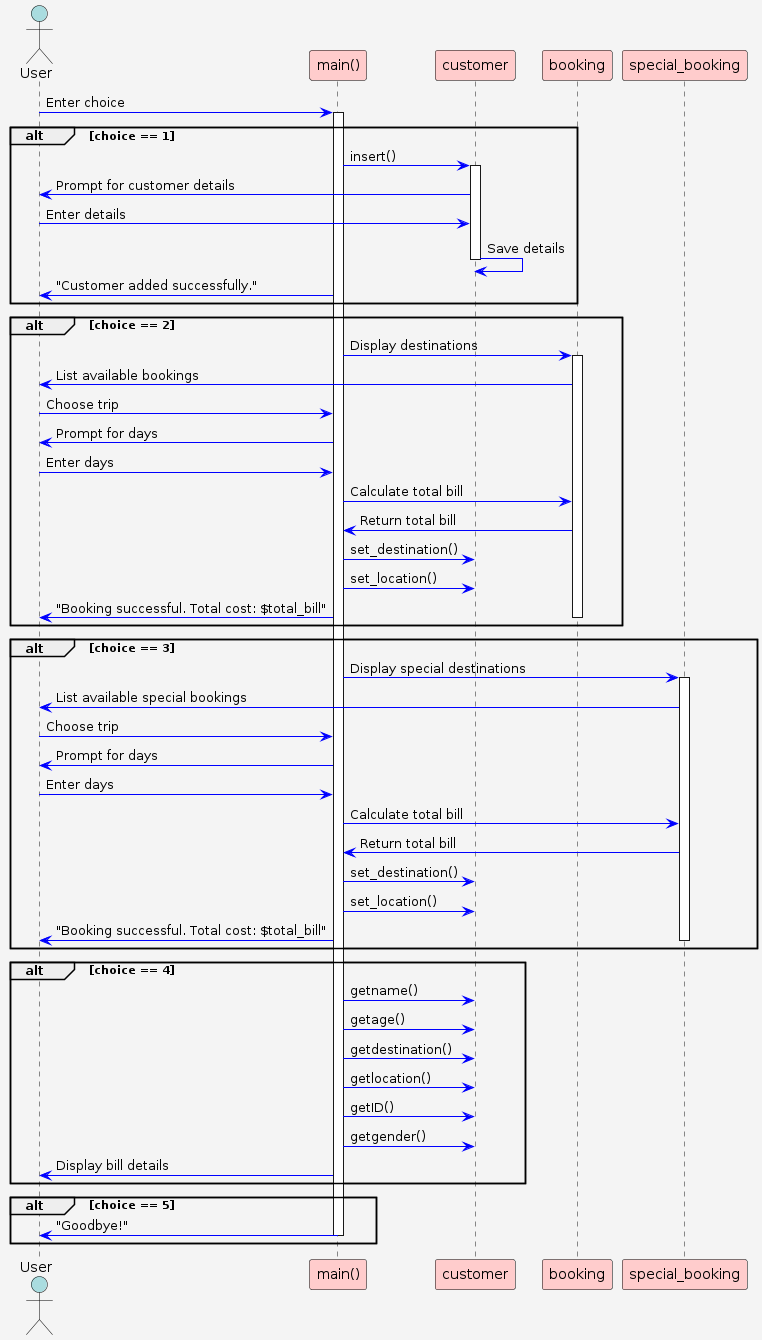 User
main()
customer
booking
special_booking
Enter choice
alt [choice == 1]
insert()
Prompt for customer details
Enter details
Save details
"Customer added successfully."
alt [choice == 2]
Display destinations
List available bookings
Choose trip
Prompt for days
Enter days
Calculate total bill
Return total bill
set_destination()
set_location()
"Booking successful. Total cost: $total_bill"
alt [choice == 3]
Display special destinations
List available special bookings
Choose trip
Prompt for days
Enter days
Calculate total bill
Return total bill
set_destination()
set_location()
"Booking successful. Total cost: $total_bill"
alt [choice == 4]
getname()
getage()
getdestination()
getlocation()
getID()
getgender()
Display bill details
alt [choice == 5]
"Goodbye!"
User
main()
customer
booking
special_booking